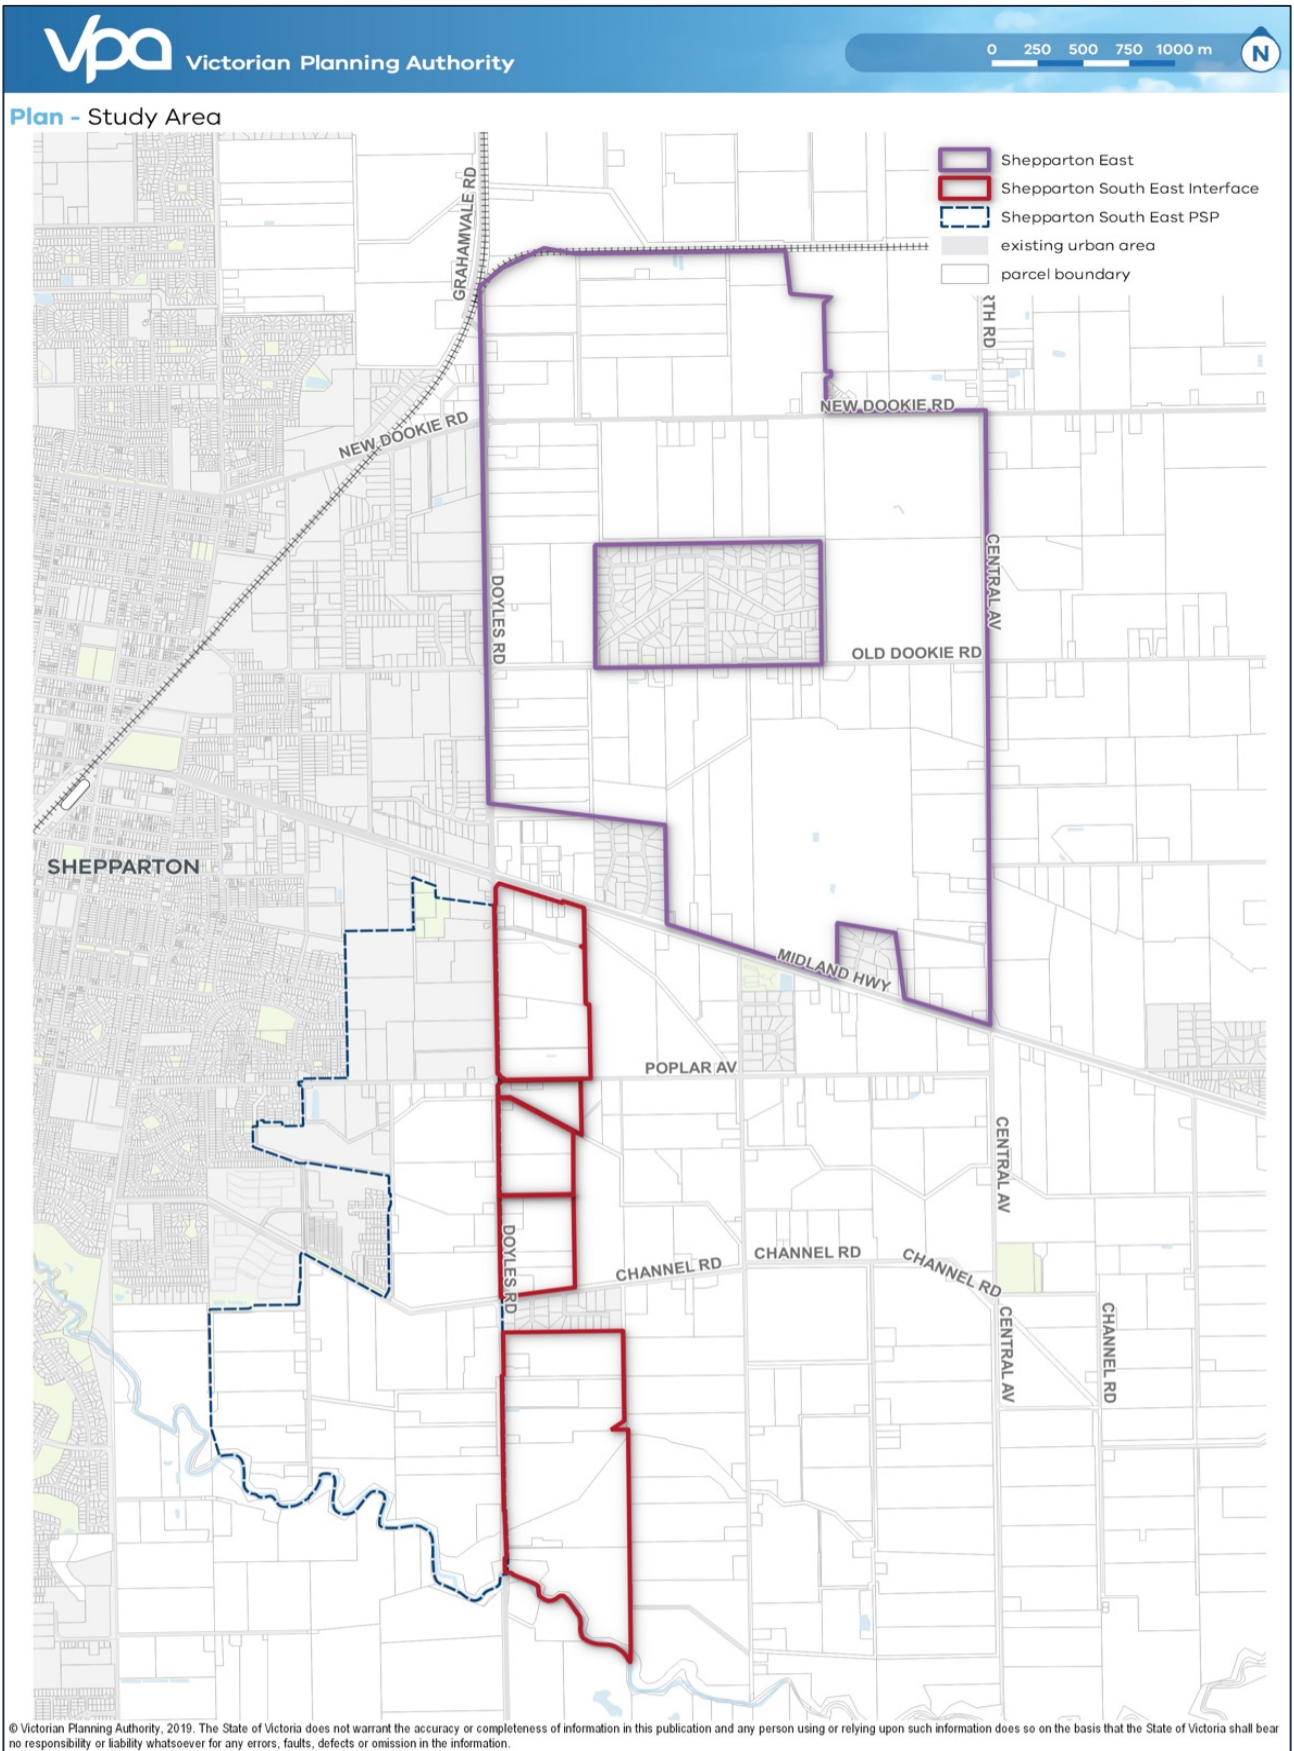 vpa Victorian Planning Authority
0 250 500 750 1000 m
N
Plan - Study Area
Shepparton East
Shepparton South East Interface
Shepparton South East PSP
existing urban area
parcel boundary
GRAHAMVALE RD
RTH RD
NEW DOOKIE RD
NEW DOOKIE RD
DOYLES RD
CENTRAL AV
OLD DOOKIE RD
SHEPPARTON
MIDLAND HWY
POPLAR AV
CENTRAL AV
DOYLES RD
CHANNEL RD
CHANNEL RD
CHANNEL RD
CENTRAL AV
CHANNEL RD
© Victorian Planning Authority, 2019. The State of Victoria does not warrant the accuracy or completeness of information in this publication and any person using or relying upon such information does so on the basis that the State of Victoria shall bear
no responsibility or liability whatsoever for any errors, faults, defects or omission in the information.